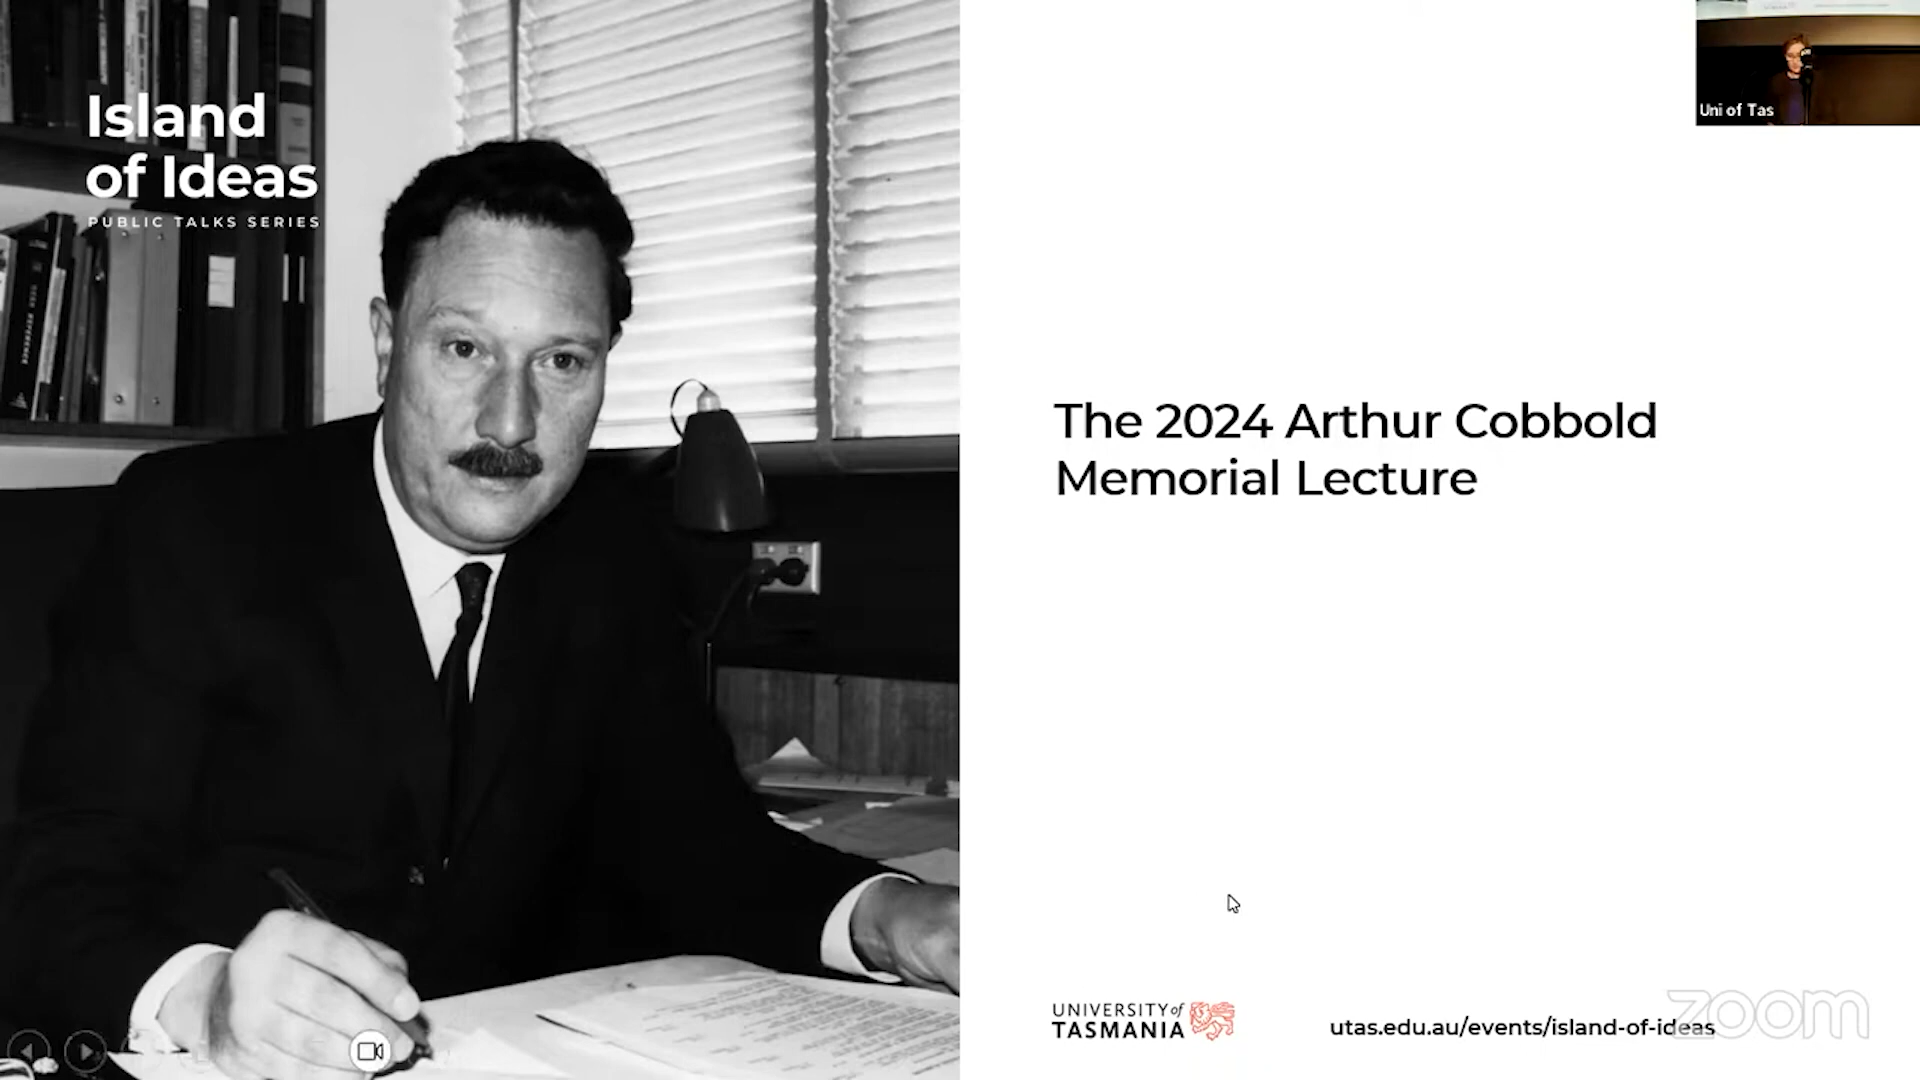 Island
of Ideas
PUBLIC TALKS SERIES
Uni of Tas
The 2024 Arthur Cobbold
Memorial Lecture
UNIVERSITY of
TASMANIA
utas.edu.au/events/island-of-ideas
zoom